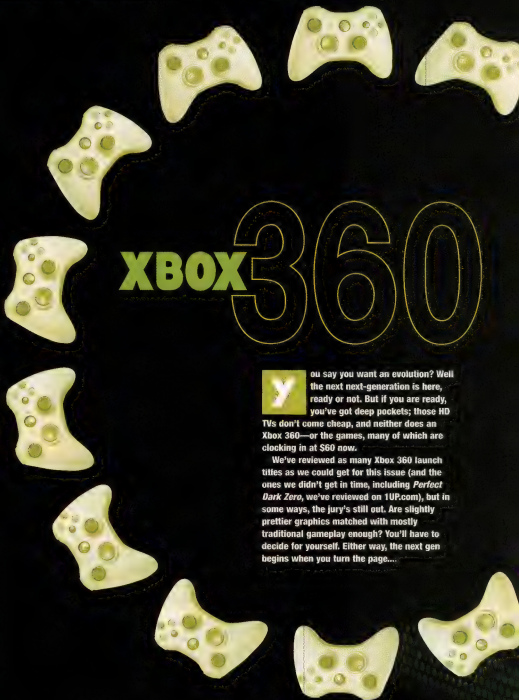 XBOX 360
you say you want an evolution? Well
the next next-generation is here,
ready or not. But if you are ready,
you've got deep pockets; those HD
TVs don't come cheap, and neither does an
Xbox 360—or the games, many of which are
clocking in at $60 now.
We've reviewed as many Xbox 360 launch
titles as we could get for this issue (and the
ones we didn't get in time, including Perfect
Dark Zero, we've reviewed on 1UP.com), but in
some ways, the jury's still out. Are slightly
prettier graphics matched with mostly
traditional gameplay enough? You'll have to
decide for yourself. Either way, the next gen
begins when you turn the page....